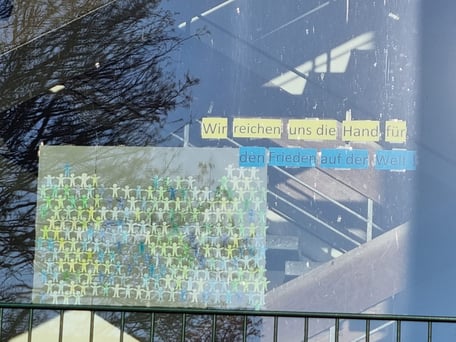 Wir reichen uns die Hand für
den Frieden auf der Welt